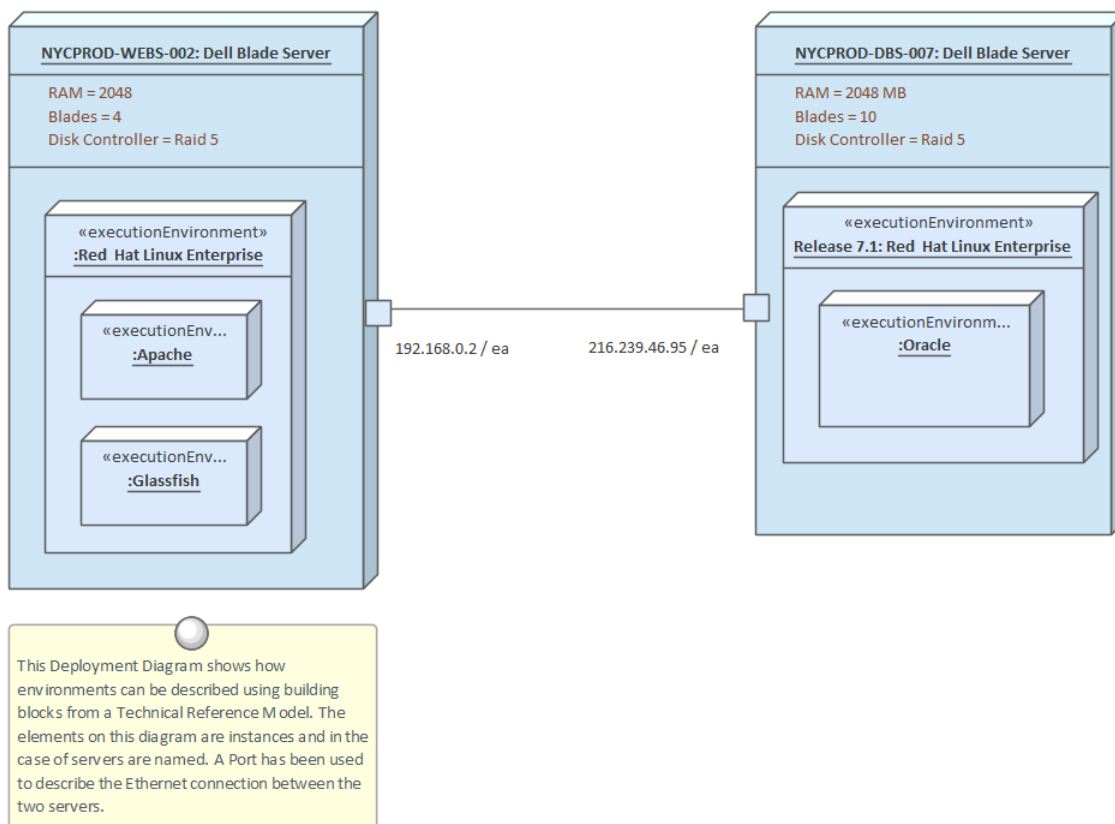 NYCPROD-WEBS-002: Dell Blade Server
RAM = 2048
Blades = 4
Disk Controller = Raid 5
«executionEnvironment»
:Red Hat Linux Enterprise
«executionEnv...
:Apache
«executionEnv...
:Glassfish
192.168.0.2 / ea
216.239.46.95 / ea
NYCPROD-DBS-007: Dell Blade Server
RAM = 2048 MB
Blades = 10
Disk Controller = Raid 5
«executionEnvironment»
Release 7.1: Red Hat Linux Enterprise
«executionEnvironm...
:Oracle
This Deployment Diagram shows how
environments can be described using building
blocks from a Technical Reference Model. The
elements on this diagram are instances and in the
case of servers are named. A Port has been used
to describe the Ethernet connection between the
two servers.